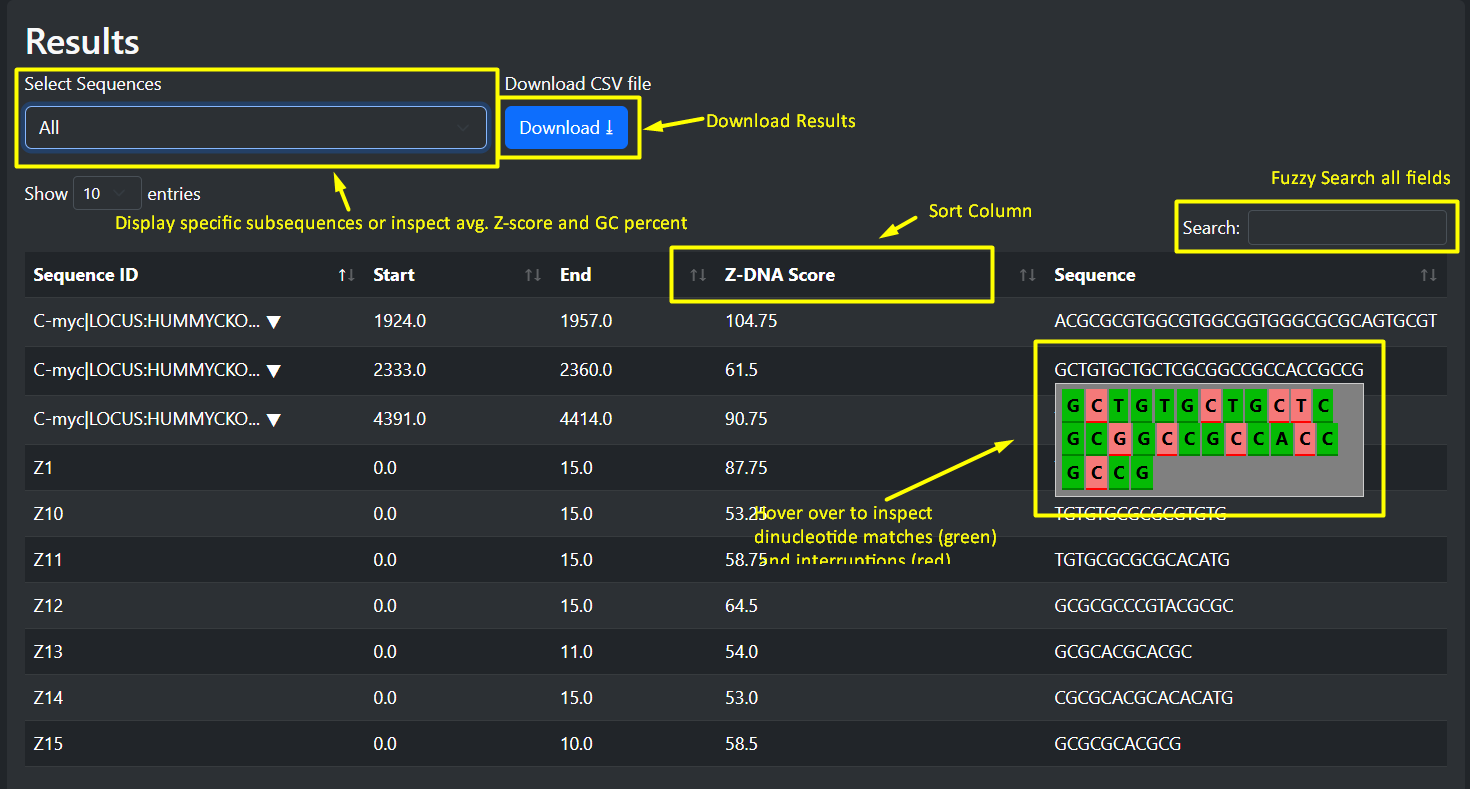 Results
Select Sequences
Download CSV file
All
Download ⤓
Download Results
Show 10 entries
Fuzzy Search all fields
Display specific subsequences or inspect avg. Z-score and GC percent
Sort Column
Search:
Sequence ID Start End Z-DNA Score Sequence
C-myc|LOCUS:HUMMYCKO... ▼ 1924.0 1957.0 104.75 ACGCGCGTGGCGTGGCGGTGGGCGCGCAGTGCGT
C-myc|LOCUS:HUMMYCKO... ▼ 2333.0 2360.0 61.5 GCTGTGCTGCTCGCGGCCGCCACCGCCG
G C T G T G C T G C T C
C-myc|LOCUS:HUMMYCKO... ▼ 4391.0 4414.0 90.75
G C G G C C G C C A C C
G C C G
Z1 0.0 15.0 87.75
Z10 0.0 15.0 53.25 TGTGTGCGCGCGTGTG
Hover over to inspect
dinucleotide matches (green)
and interruptions (red)
Z11 0.0 15.0 58.75 TGTGCGCGCGCACATG
Z12 0.0 15.0 64.5 GCGCGCCCGTACGCGC
Z13 0.0 11.0 54.0 GCGCACGCACGC
Z14 0.0 15.0 53.0 CGCGCACGCACACATG
Z15 0.0 10.0 58.5 GCGCGCACGCG